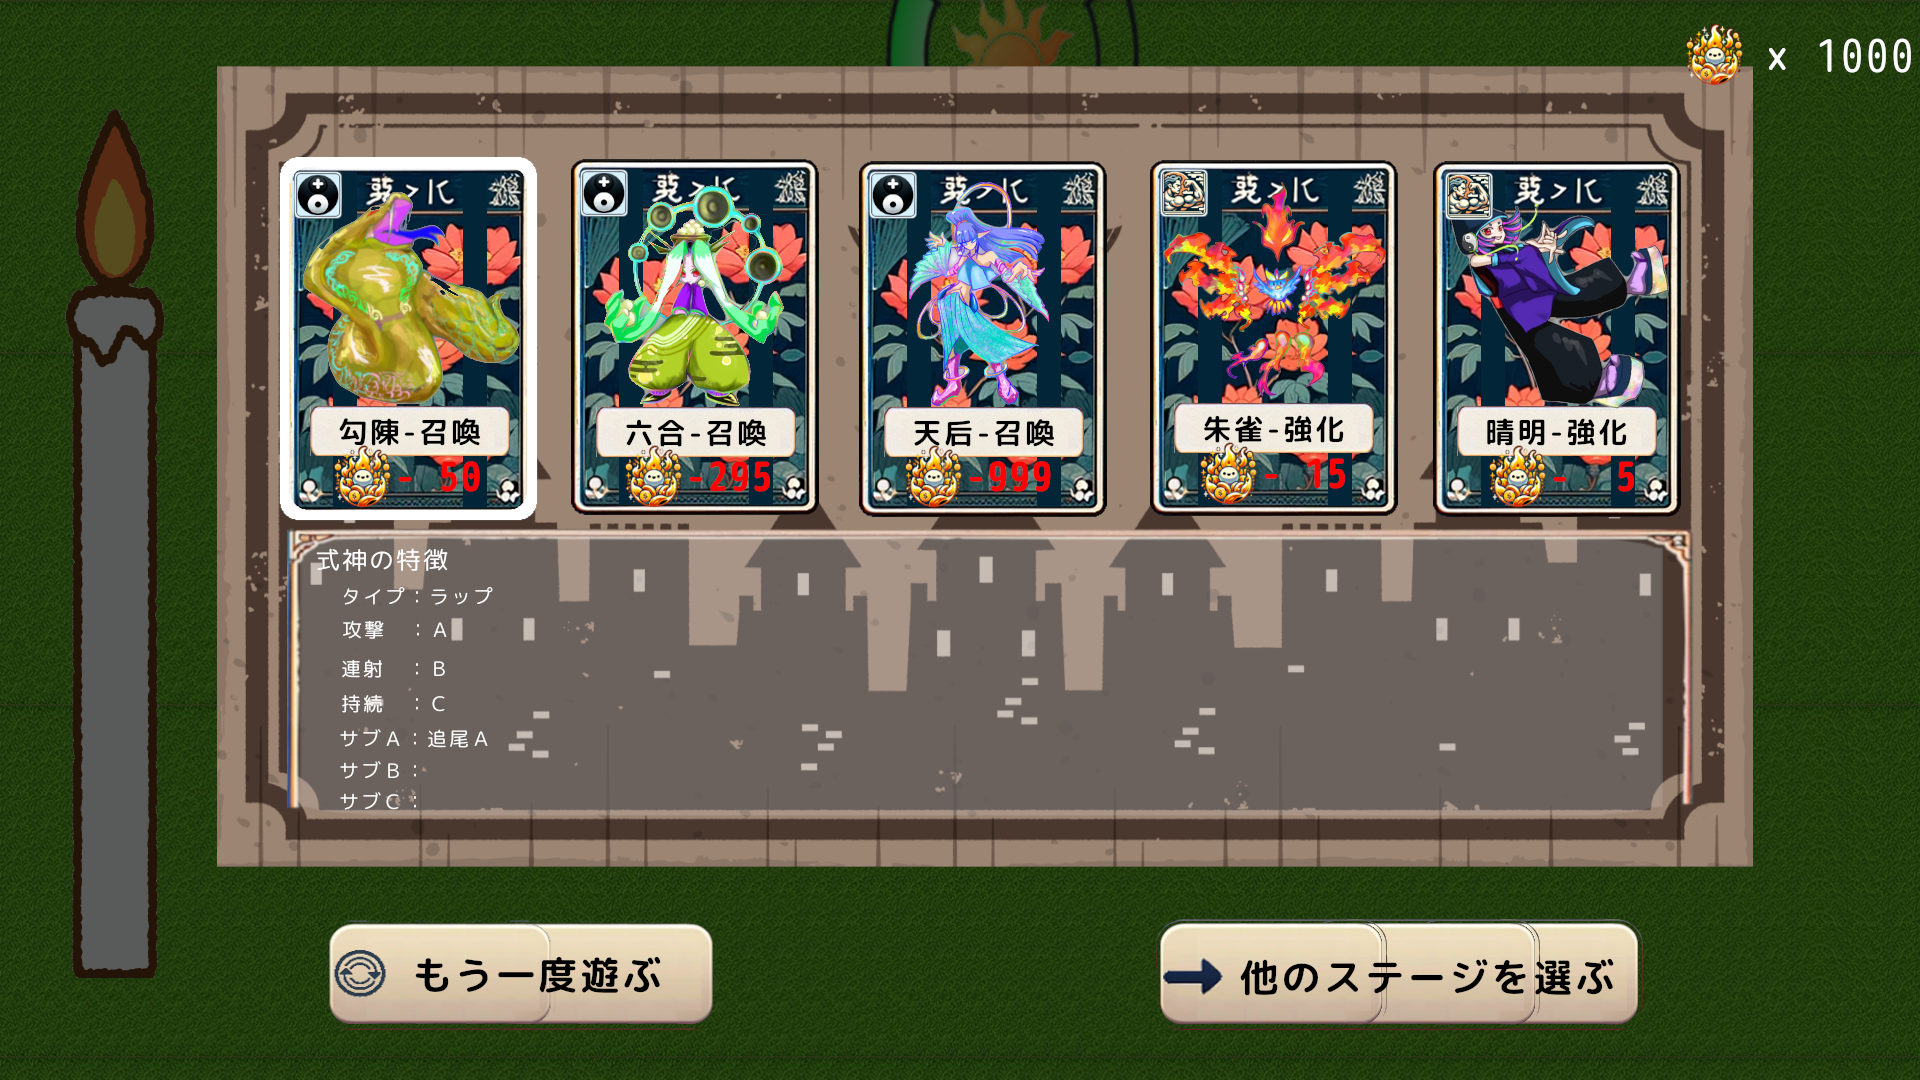 x 1000
勾陳-召喚
- 50
六合-召喚
-295
天后-召喚
-999
朱雀-強化
- 15
晴明-強化
- 5
式神の特徴
タイプ：ラップ
攻撃 ：A
連射 ：B
持続 ：C
サブA：追尾A
サブB：
サブC：
もう一度遊ぶ
他のステージを選ぶ